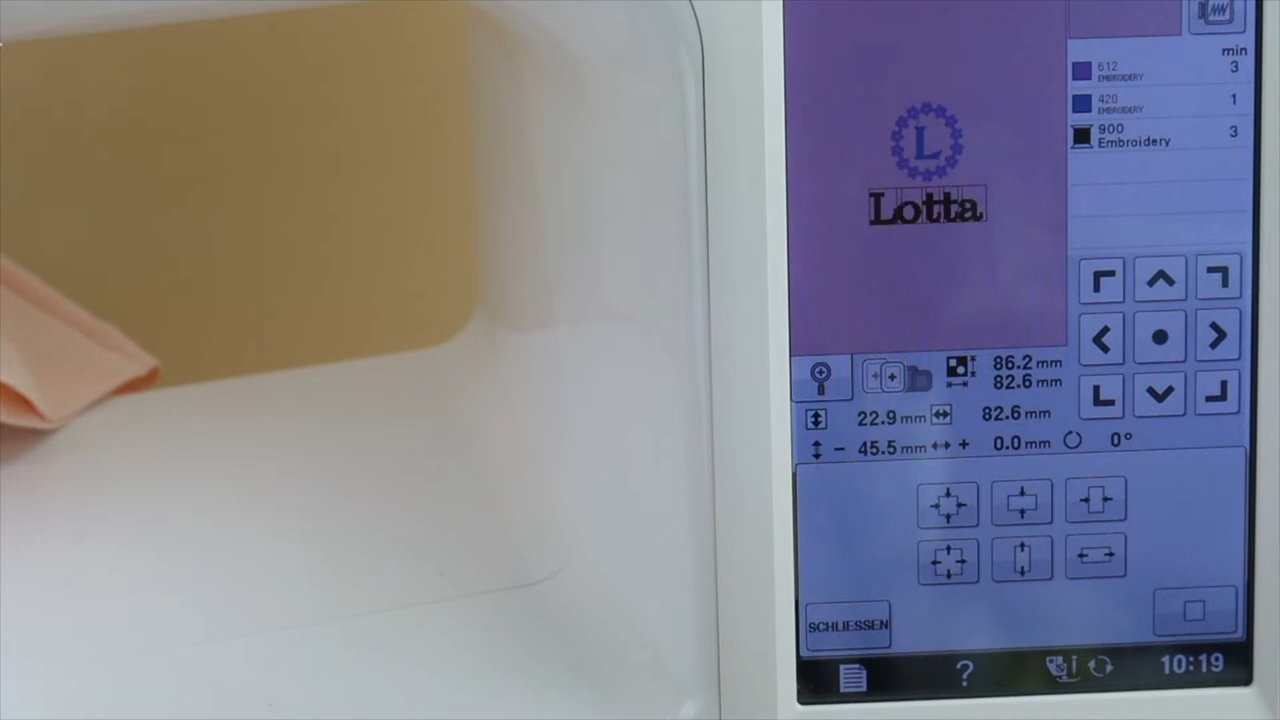 min
612 3
EMBROIDERY
420 1
EMBROIDERY
900 3
Embroidery
L
Lotta
86.2 mm
82.6 mm
22.9 mm 82.6 mm
− 45.5 mm + 0.0 mm 0°
SCHLIESSEN
? 10:19